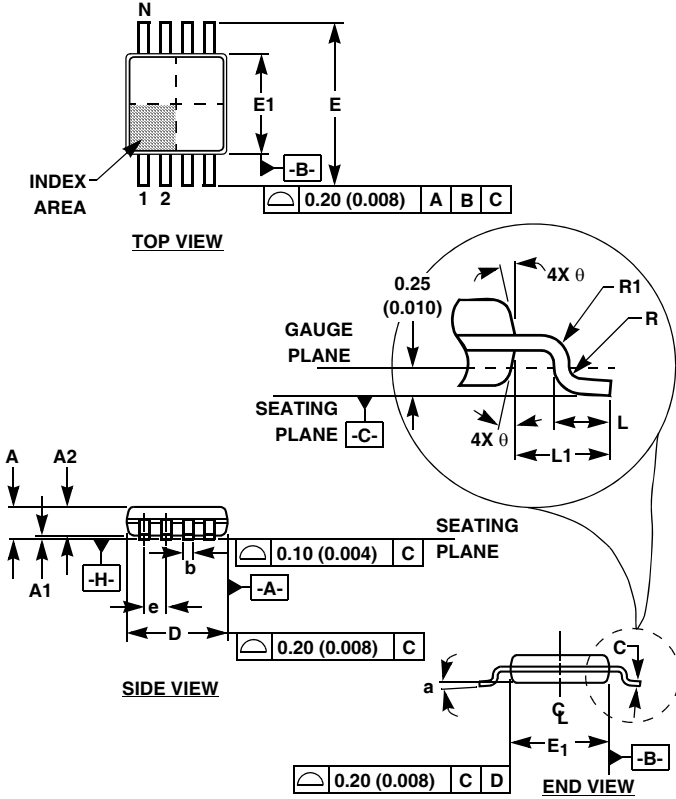 N
E1
E
-B-
INDEX
AREA
1 2
0.20 (0.008) A B C
TOP VIEW
0.25
(0.010)
4X θ
R1
R
GAUGE
PLANE
SEATING
PLANE
-C-
4X θ
L
L1
A
A2
A1
-H-
b
e
D
SEATING
PLANE
0.10 (0.004) C
-A-
0.20 (0.008) C
SIDE VIEW
C
a
CL
E1
-B-
0.20 (0.008) C D
END VIEW